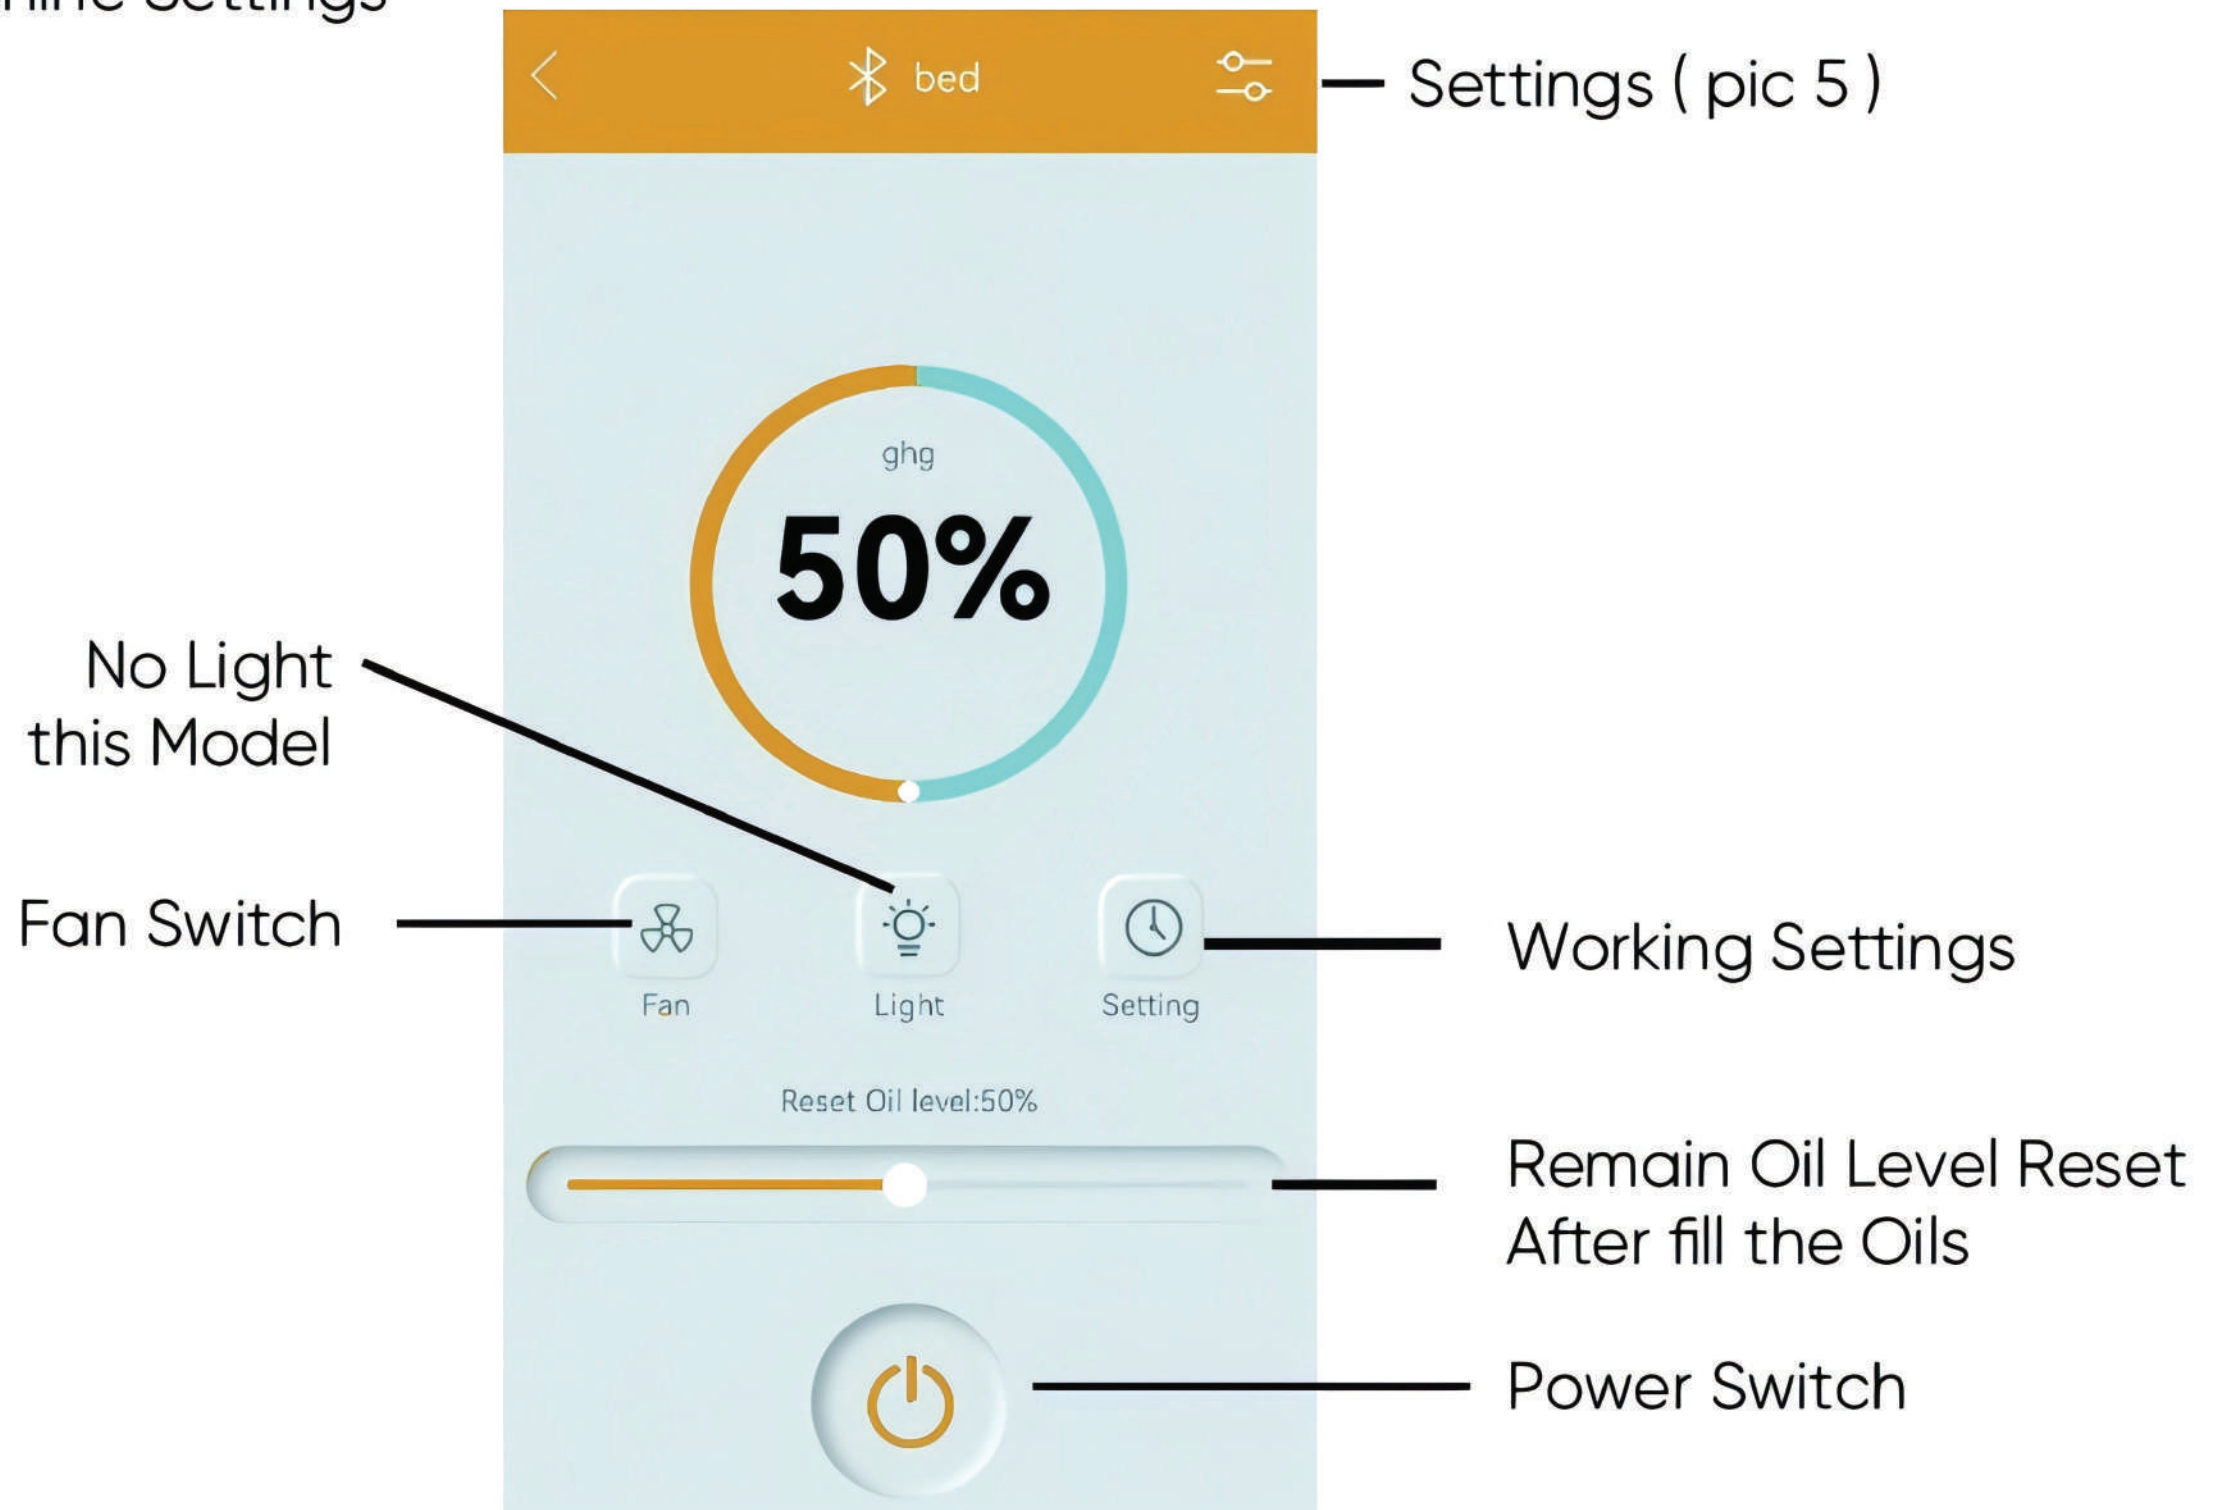 Settings
bed
Settings ( pic 5 )
ghg
50%
No Light
this Model
Fan Switch
Working Settings
Fan
Light
Setting
Reset Oil level:50%
Remain Oil Level Reset
After fill the Oils
Power Switch